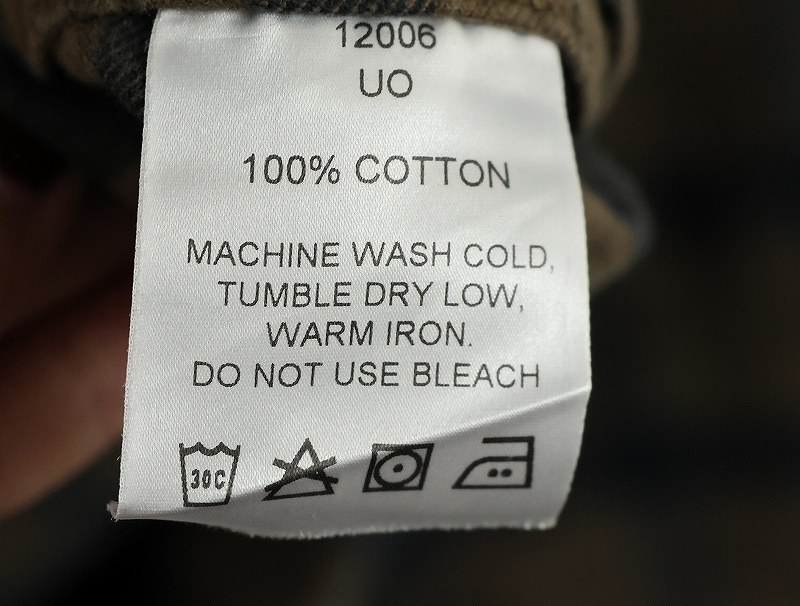 12006
UO
100% COTTON
MACHINE WASH COLD,
TUMBLE DRY LOW,
WARM IRON.
DO NOT USE BLEACH
30C